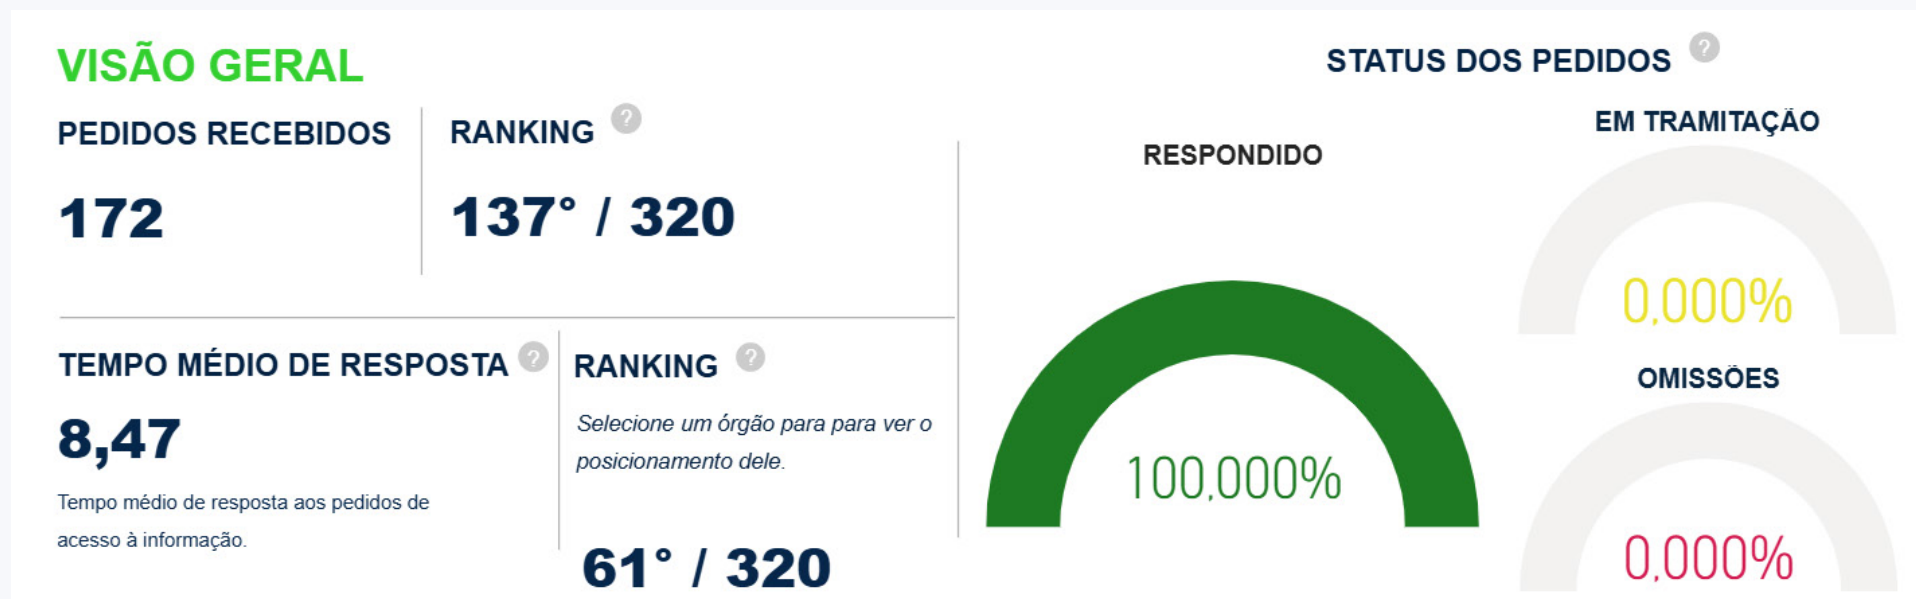 VISÃO GERAL
PEDIDOS RECEBIDOS
172
RANKING ?
137° / 320
TEMPO MÉDIO DE RESPOSTA ?
8,47
Tempo médio de resposta aos pedidos de
acesso à informação.
RANKING ?
Selecione um órgão para para ver o
posicionamento dele.
61° / 320
STATUS DOS PEDIDOS ?
RESPONDIDO
100,000%
EM TRAMITAÇÃO
0,000%
OMISSÕES
0,000%